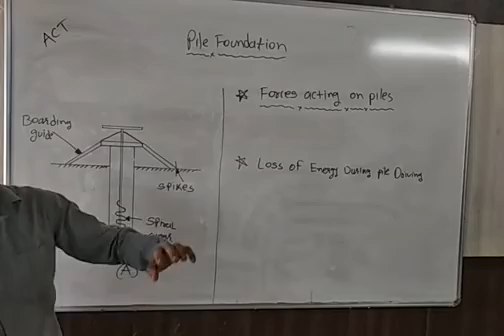 ACT
Pile Foundation
Boarding
guide
spikes
Spiral
(A)
☆ Forces acting on piles
☆ Loss of Energy During pile Driving